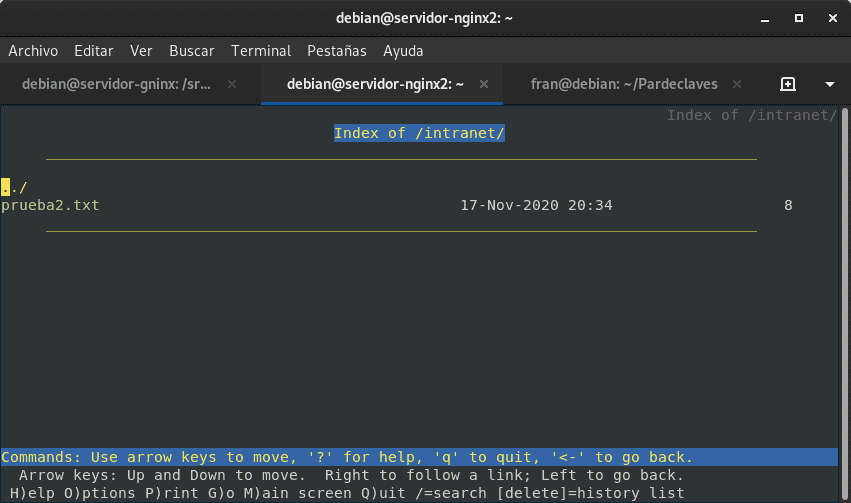 debian@servidor-nginx2: ~
Archivo Editar Ver Buscar Terminal Pestañas Ayuda
debian@servidor-gninx: /sr... debian@servidor-nginx2: ~ fran@debian: ~/Pardeclaves
Index of /intranet/
Index of /intranet/
../
prueba2.txt 17-Nov-2020 20:34 8
Commands: Use arrow keys to move, '?' for help, 'q' to quit, '<-' to go back.
Arrow keys: Up and Down to move. Right to follow a link; Left to go back.
H)elp O)ptions P)rint G)o M)ain screen Q)uit /=search [delete]=history list